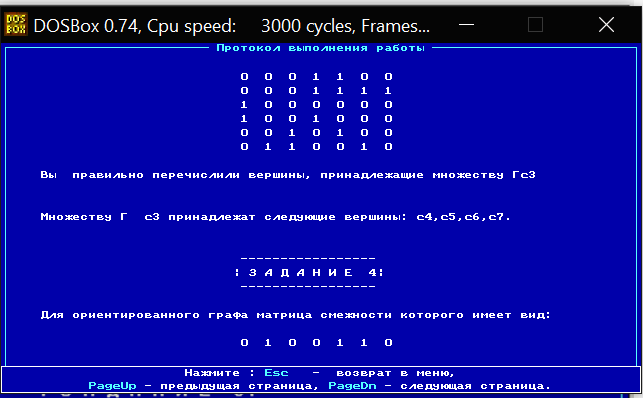 DOS BOX DOSBox 0.74, Cpu speed: 3000 cycles, Frames...
Протокол выполнения работы
0 0 0 1 1 0 0
0 0 0 1 1 1 1
1 0 0 0 0 0 0
1 0 0 1 0 0 0
0 0 1 0 1 0 1
0 1 1 0 0 1 0
Вы правильно перечислили вершины, принадлежащие множеству Гс3
Множеству Г с3 принадлежат следующие вершины: с4,с5,с6,с7.
-----------------
¦ З А Д А Н И Е 4¦
-----------------
Для ориентированного графа матрица смежности которого имеет вид:
0 1 0 0 1 1 0
Нажмите : Esc - возврат в меню,
PageUp - предыдущая страница, PageDn - следующая страница.